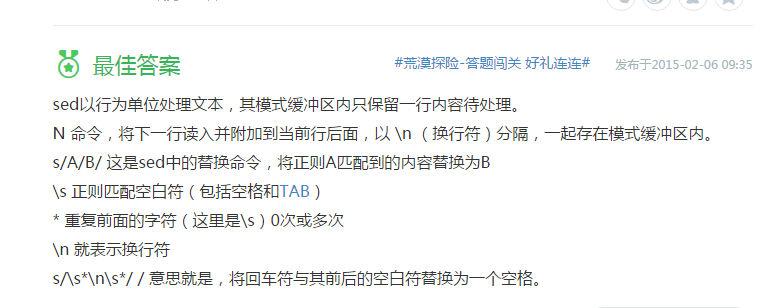 最佳答案
#荒漠探险-答题闯关 好礼连连# 发布于2015-02-06 09:35
sed以行为单位处理文本，其模式缓冲区内只保留一行内容待处理。
N 命令，将下一行读入并附加到当前行后面，以 \n （换行符）分隔，一起存在模式缓冲区内。
s/A/B/ 这是sed中的替换命令，将正则A匹配到的内容替换为B
\s 正则匹配空白符（包括空格和TAB）
* 重复前面的字符（这里是\s）0次或多次
\n 就表示换行符
s/\s*\n\s*/ / 意思就是，将回车符与其前后的空白符替换为一个空格。